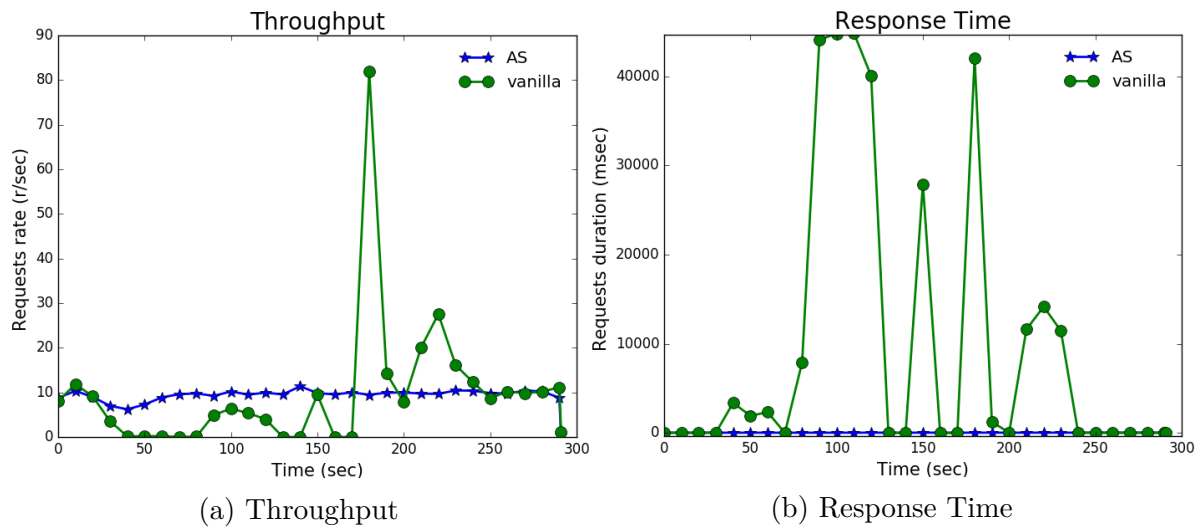 Throughput
90
80
70
60
50
40
30
20
10
0
Requests rate (r/sec)
AS
vanilla
0 50 100 150 200 250 300
Time (sec)
(a) Throughput
Response Time
40000
30000
20000
10000
0
Requests duration (msec)
AS
vanilla
0 50 100 150 200 250 300
Time (sec)
(b) Response Time